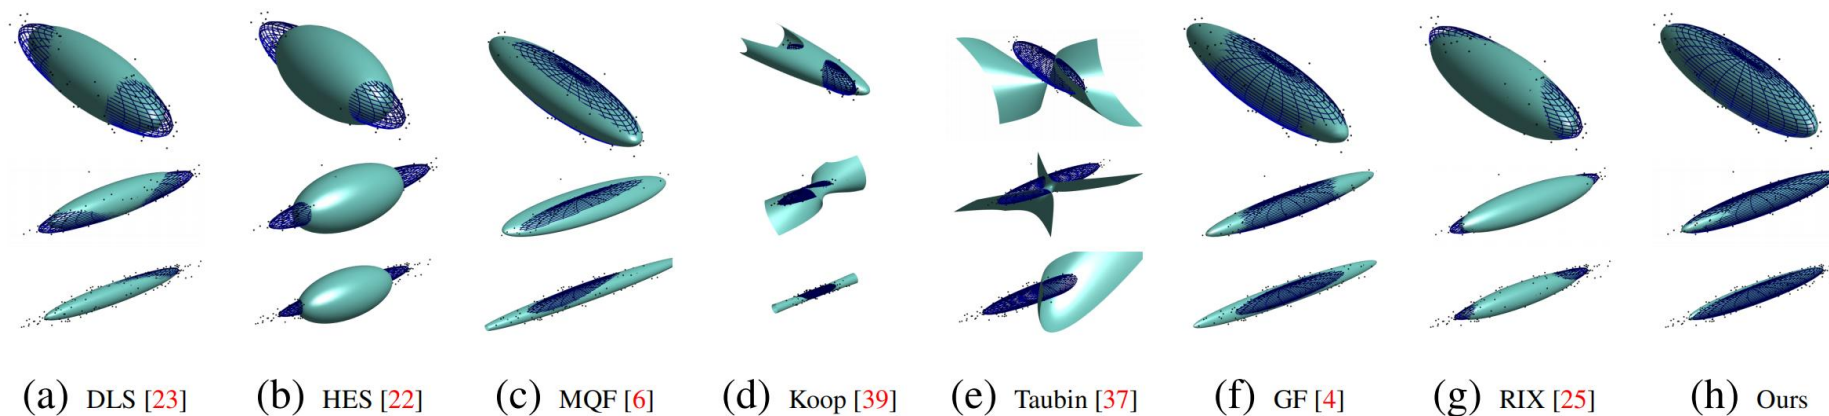 (a) DLS [23] (b) HES [22] (c) MQF [6] (d) Koop [39] (e) Taubin [37] (f) GF [4] (g) RIX [25] (h) Ours